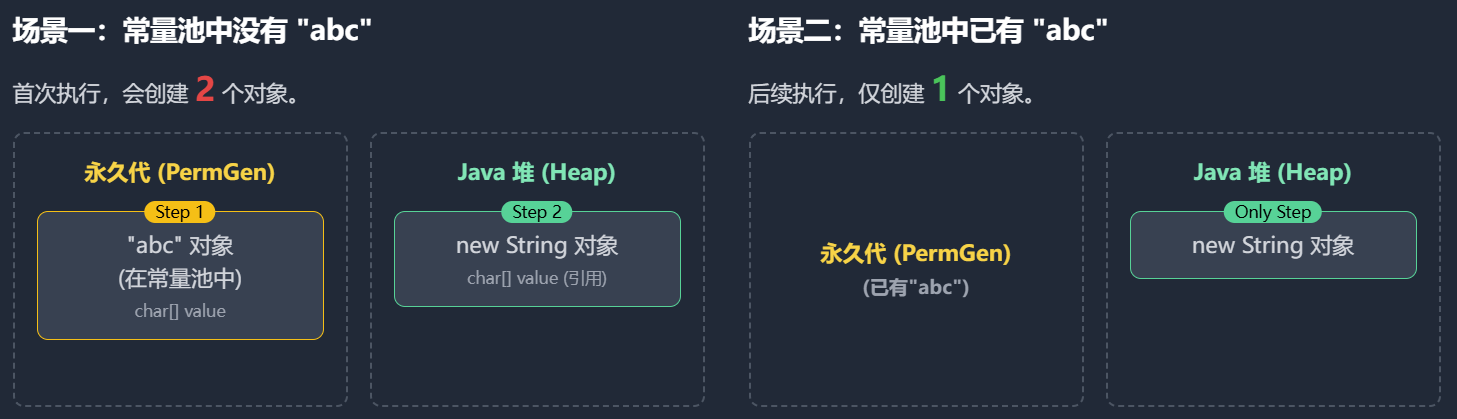 场景一：常量池中没有 "abc"
首次执行，会创建 2 个对象。
永久代 (PermGen)
Step 1
"abc" 对象
(在常量池中)
char[] value
Java 堆 (Heap)
Step 2
new String 对象
char[] value (引用)
场景二：常量池中已有 "abc"
后续执行，仅创建 1 个对象。
永久代 (PermGen)
(已有"abc")
Java 堆 (Heap)
Only Step
new String 对象